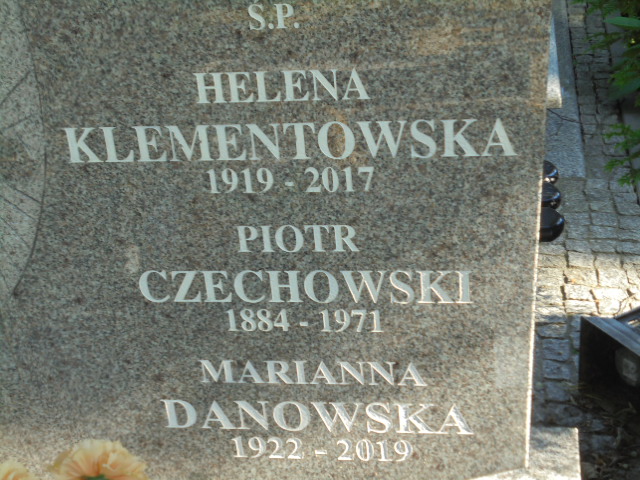 Ś.P.
HELENA
KLEMENTOWSKA
1919 - 2017
PIOTR
CZECHOWSKI
1884 - 1971
MARIANNA
DANOWSKA
1922 - 2019